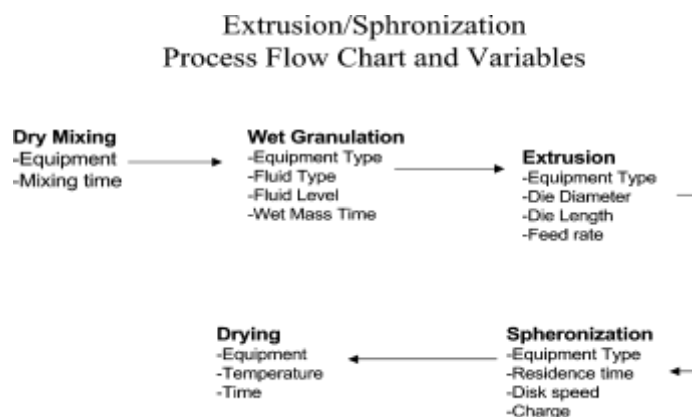 Extrusion/Sphronization
Process Flow Chart and Variables
Dry Mixing
-Equipment
-Mixing time
Wet Granulation
-Equipment Type
-Fluid Type
-Fluid Level
-Wet Mass Time
Extrusion
-Equipment Type
-Die Diameter
-Die Length
-Feed rate
Spheronization
-Equipment Type
-Residence time
-Disk speed
-Charge
Drying
-Equipment
-Temperature
-Time